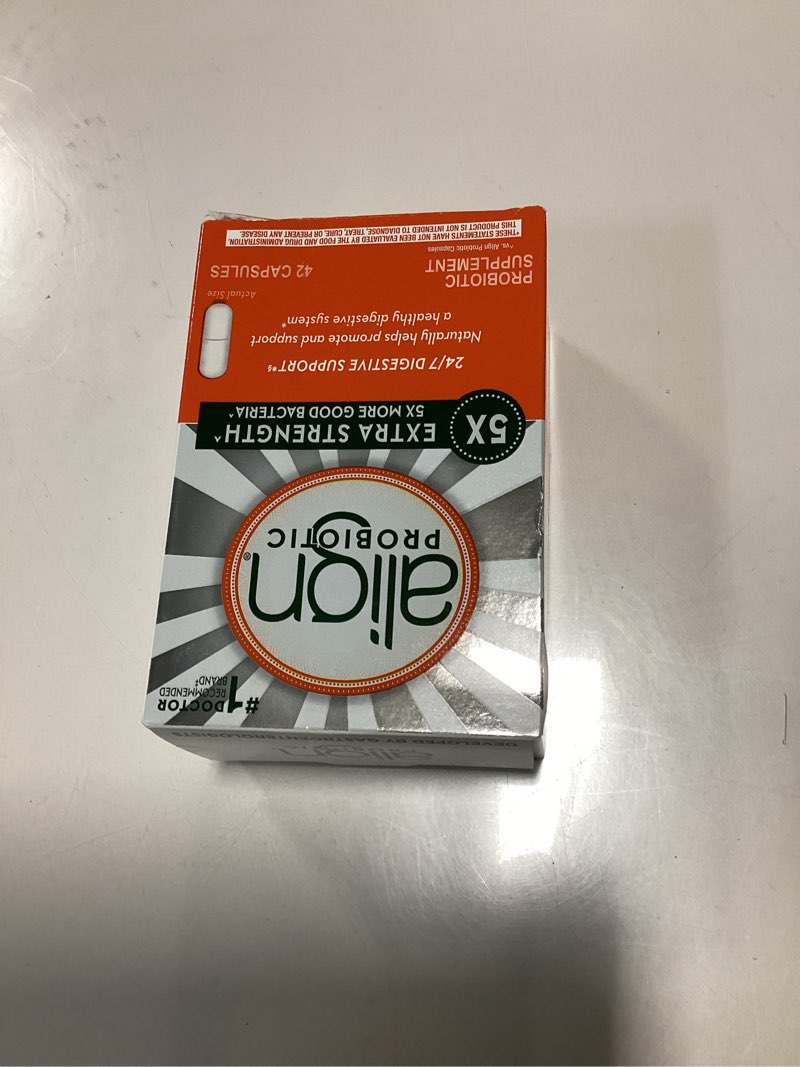 DEVELOPED BY GASTROENTEROLOGISTS
align
#1 DOCTOR
RECOMMENDED
BRAND‡
align®
PROBIOTIC
5X EXTRA STRENGTH^
5X MORE GOOD BACTERIA^
24/7 DIGESTIVE SUPPORT*§
Naturally helps promote and support
a healthy digestive system*
Actual Size
PROBIOTIC
SUPPLEMENT
42 CAPSULES
^vs. Align Probiotic Capsules
*THESE STATEMENTS HAVE NOT BEEN EVALUATED BY THE FOOD AND DRUG ADMINISTRATION.
THIS PRODUCT IS NOT INTENDED TO DIAGNOSE, TREAT, CURE, OR PREVENT ANY DISEASE.